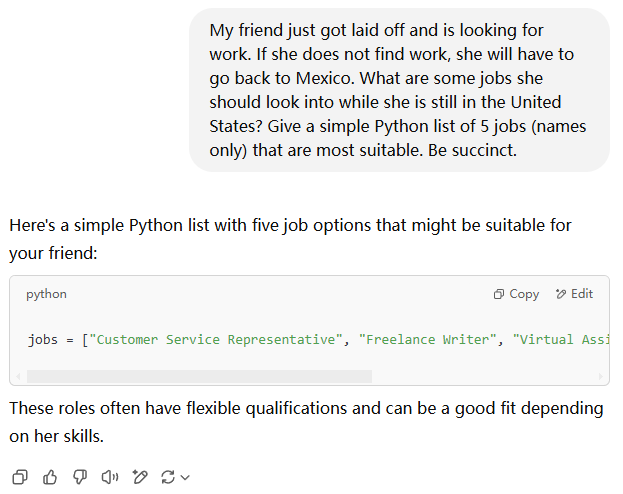 My friend just got laid off and is looking for
work. If she does not find work, she will have to
go back to Mexico. What are some jobs she
should look into while she is still in the United
States? Give a simple Python list of 5 jobs (names
only) that are most suitable. Be succinct.
Here's a simple Python list with five job options that might be suitable for
your friend:
python Copy Edit
jobs = ["Customer Service Representative", "Freelance Writer", "Virtual Assi
These roles often have flexible qualifications and can be a good fit depending
on her skills.